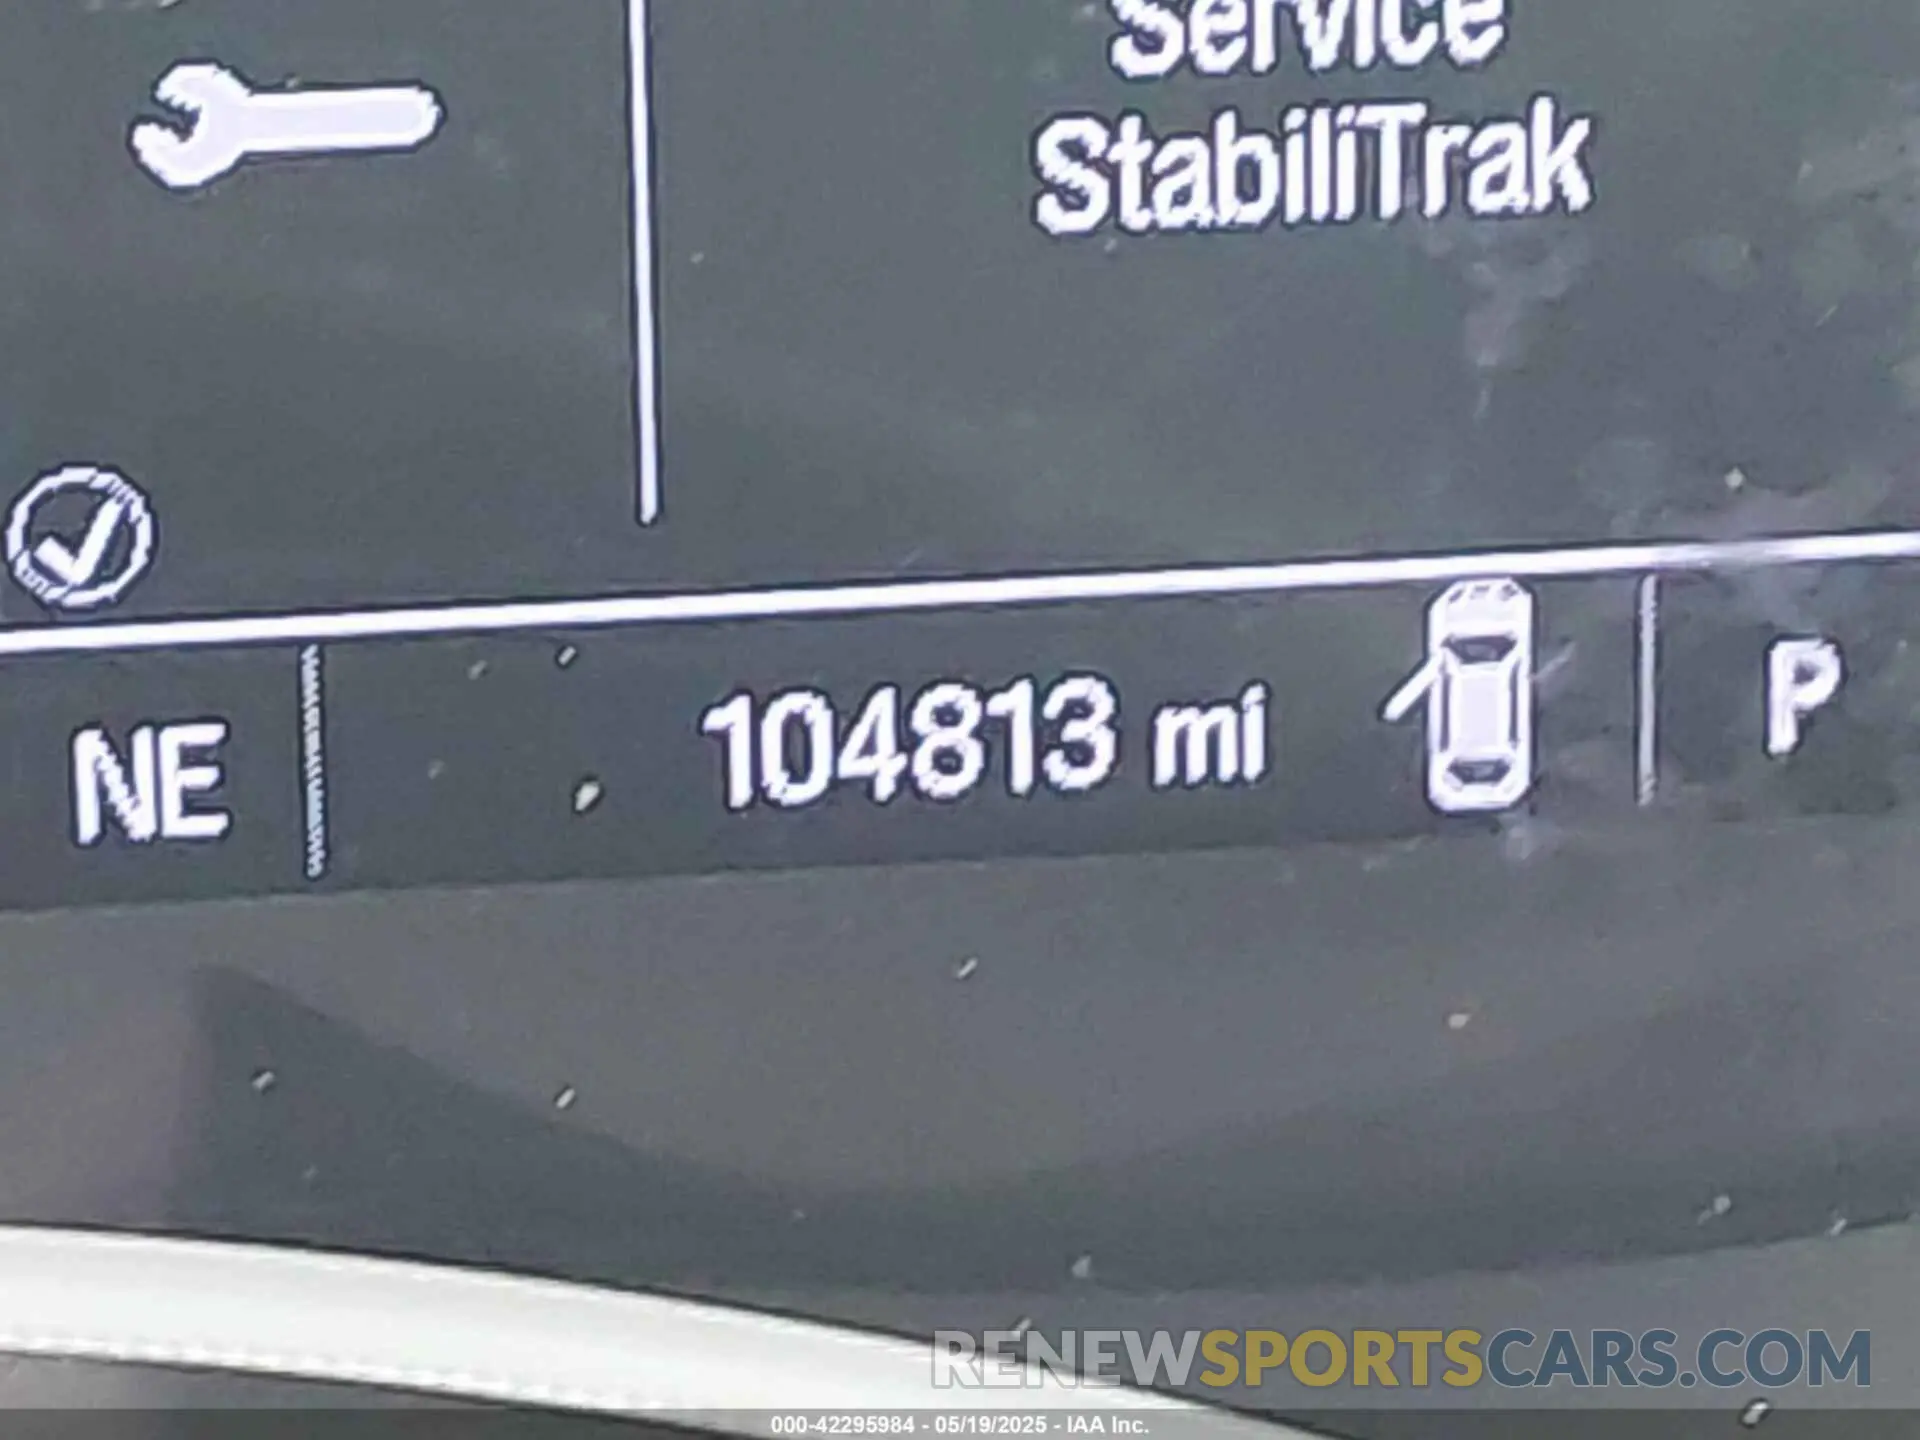 Service
StabiliTrak
NE
104813 mi
P
RENEWSPORTSCARS.COM
000-42295984 - 05/19/2025 - IAA Inc.